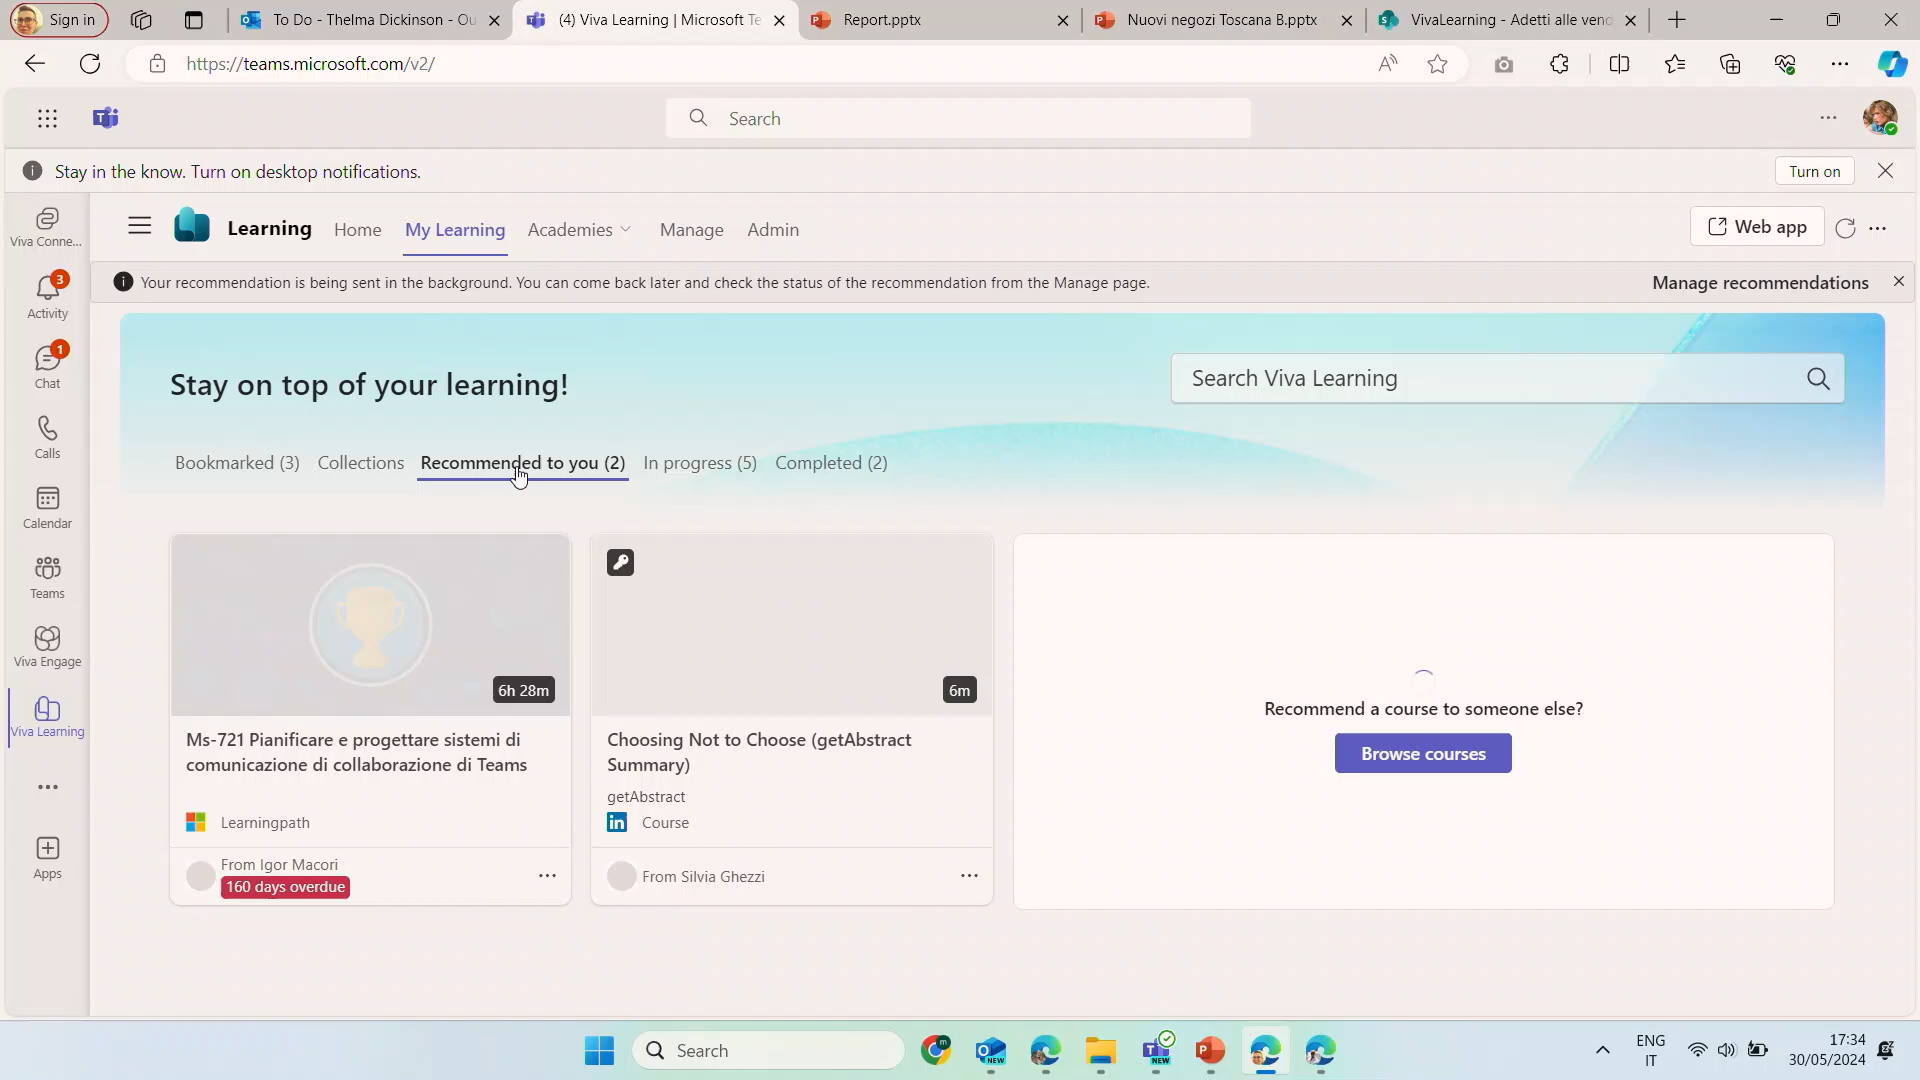 Sign in
To Do - Thelma Dickinson - Ou
(4) Viva Learning | Microsoft Te
Report.pptx
Nuovi negozi Toscana B.pptx
VivaLearning - Adetti alle vend
https://teams.microsoft.com/v2/
Search
Stay in the know. Turn on desktop notifications.
Turn on
Viva Conne...
Learning
Home
My Learning
Academies
Manage
Admin
Web app
3
Activity
Your recommendation is being sent in the background. You can come back later and check the status of the recommendation from the Manage page.
Manage recommendations
1
Chat
Stay on top of your learning!
Search Viva Learning
Calls
Bookmarked (3)
Collections
Recommended to you (2)
In progress (5)
Completed (2)
Calendar
Teams
Viva Engage
Viva Learning
Apps
6h 28m
Ms-721 Pianificare e progettare sistemi di
comunicazione di collaborazione di Teams
Learningpath
From Igor Macori
160 days overdue
6m
Choosing Not to Choose (getAbstract
Summary)
getAbstract
in Course
From Silvia Ghezzi
Recommend a course to someone else?
Browse courses
Search
NEW
NEW
ENG
IT
17:34
30/05/2024